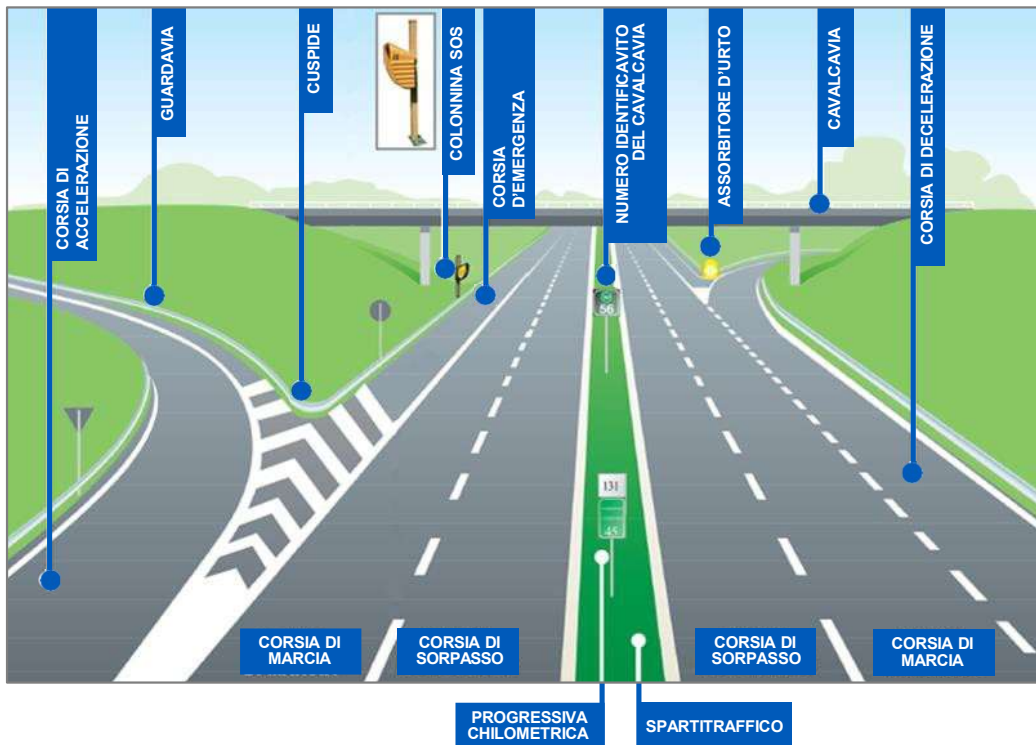 CORSIA DI
ACCELERAZIONE
GUARDAVIA
CUSPIDE
COLONNINA SOS
CORSIA
D'EMERGENZA
NUMERO IDENTIFICAVITO
DEL CAVALCAVIA
ASSORBITORE D'URTO
CAVALCAVIA
CORSIA DI DECELERAZIONE
56
131
45
CORSIA DI
MARCIA
CORSIA DI
SORPASSO
CORSIA DI
SORPASSO
CORSIA DI
MARCIA
PROGRESSIVA
CHILOMETRICA
SPARTITRAFFICO